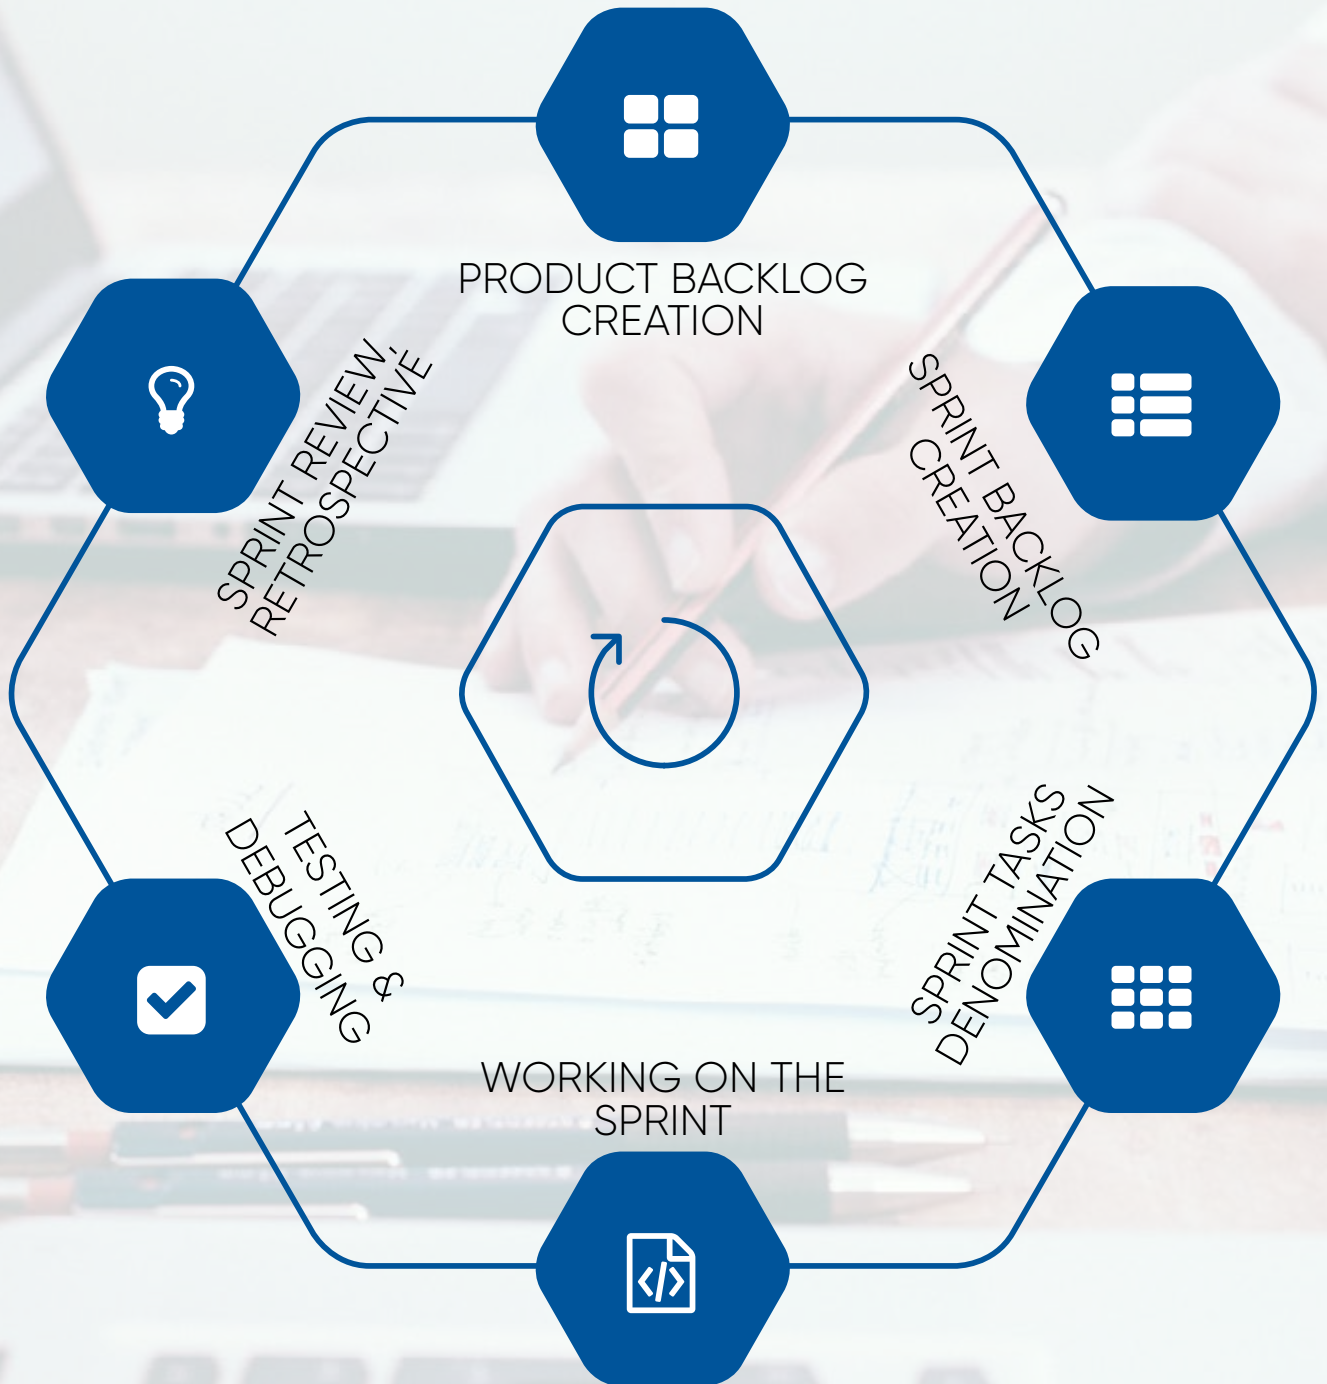 PRODUCT BACKLOG
CREATION
SPRINT BACKLOG
CREATION
SPRINT TASKS
DENOMINATION
WORKING ON THE
SPRINT
TESTING &
DEBUGGING
SPRINT REVIEW,
RETROSPECTIVE